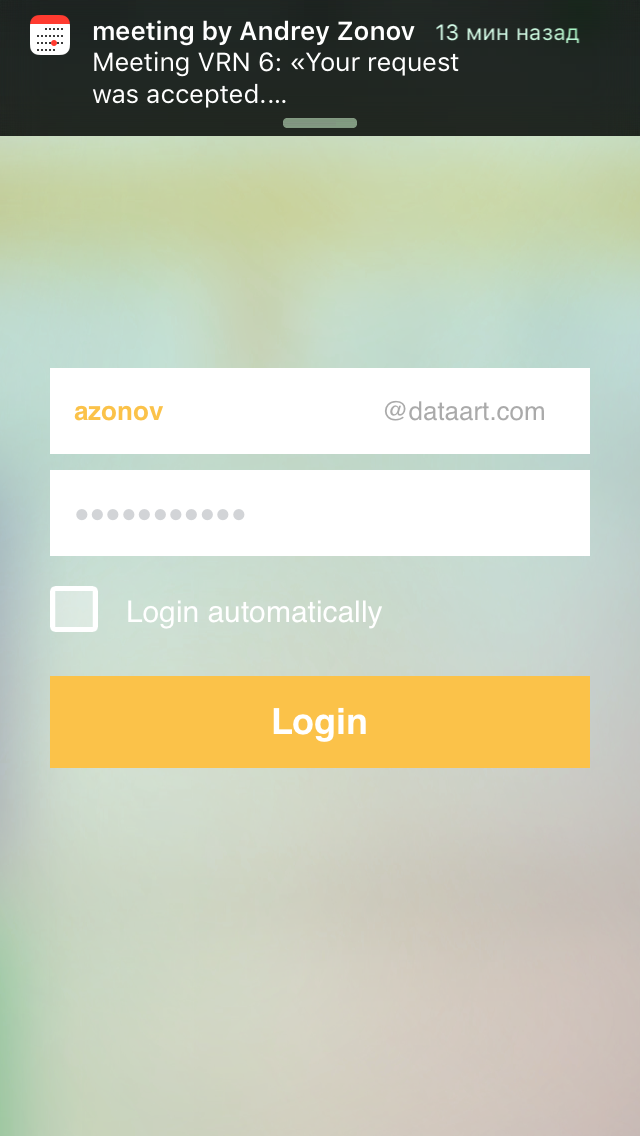 meeting by Andrey Zonov 13 мин назад
Meeting VRN 6: «Your request
was accepted....
azonov @dataart.com
Login automatically
Login